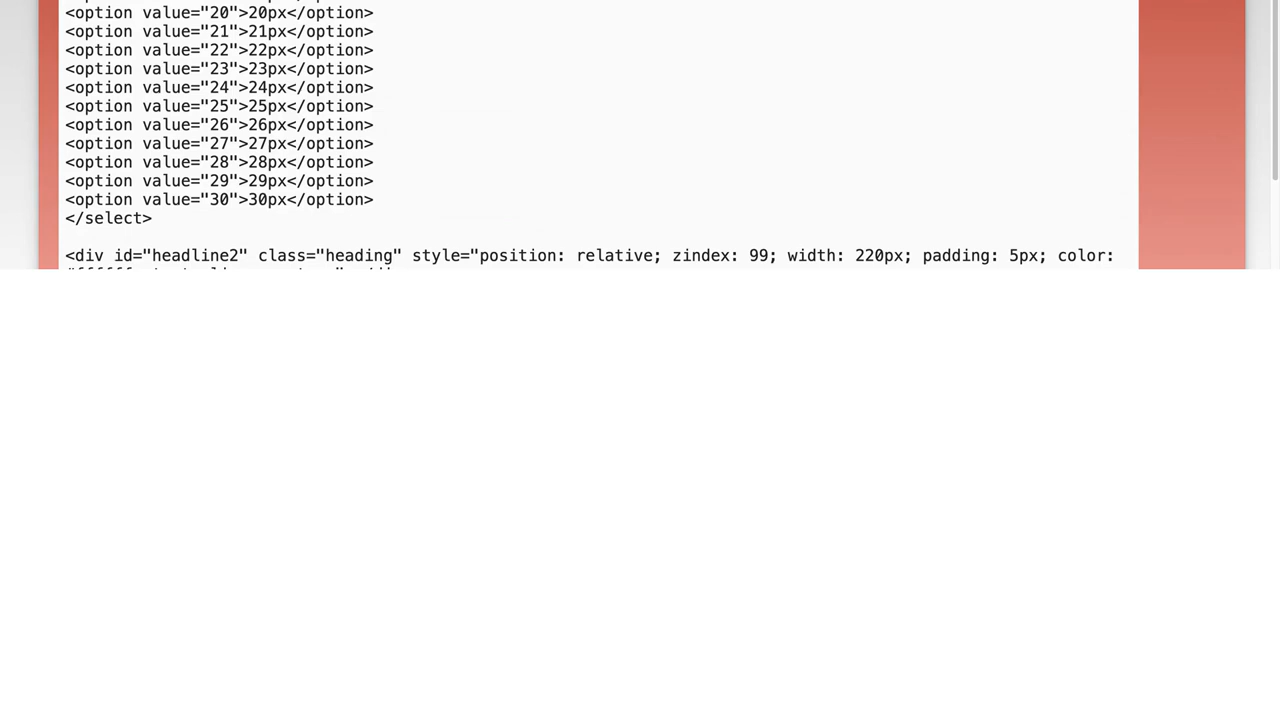 <option value="20">20px</option>
<option value="21">21px</option>
<option value="22">22px</option>
<option value="23">23px</option>
<option value="24">24px</option>
<option value="25">25px</option>
<option value="26">26px</option>
<option value="27">27px</option>
<option value="28">28px</option>
<option value="29">29px</option>
<option value="30">30px</option>
</select>
<div id="headline2" class="heading" style="position: relative; zindex: 99; width: 220px; padding: 5px; color: